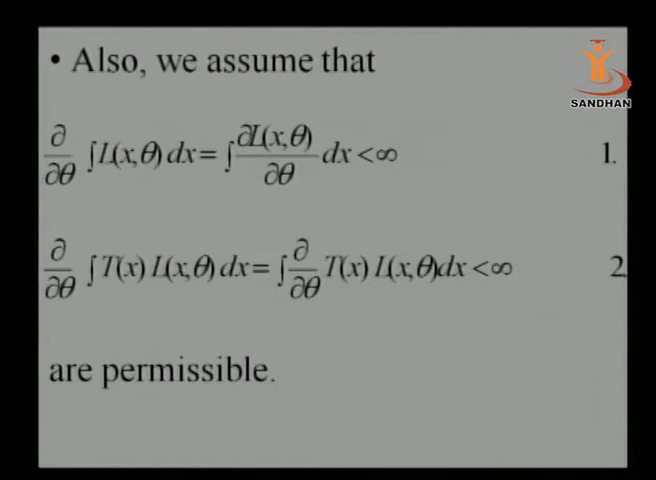 • Also, we assume that
SANDHAN
∂/∂θ ∫L(x,θ) dx = ∫ ∂L(x,θ)/∂θ dx < ∞ 1.
∂/∂θ ∫T(x) L(x,θ) dx = ∫ ∂/∂θ T(x) L(x,θ)dx < ∞ 2
are permissible.